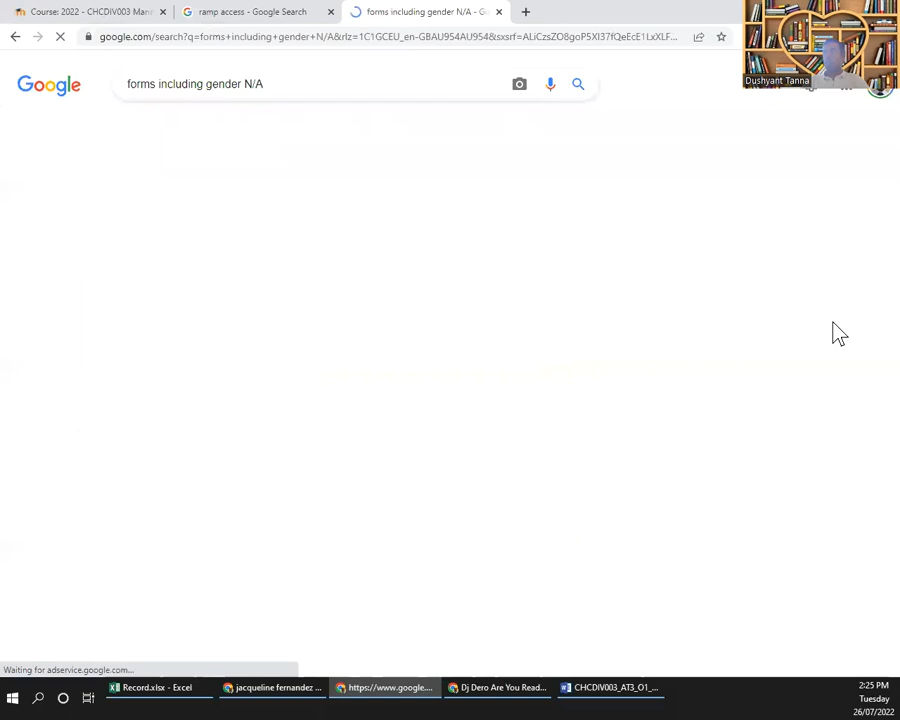 Course: 2022 - CHCDIV003 Man
ramp access - Google Search
forms including gender N/A - G
google.com/search?q=forms+including+gender+N/A&rlz=1C1GCEU_en-GBAU954AU954&sxsrf=ALiCzsZO8goP5XI37fQeEcE1LxXLF...
Dushyant Tanna
Google
forms including gender N/A
Waiting for adservice.google.com...
Record.xlsx - Excel
jacqueline fernandez ...
https://www.google....
Dj Dero Are You Read...
CHCDIV003_AT3_O1_...
2:25 PM
Tuesday
26/07/2022